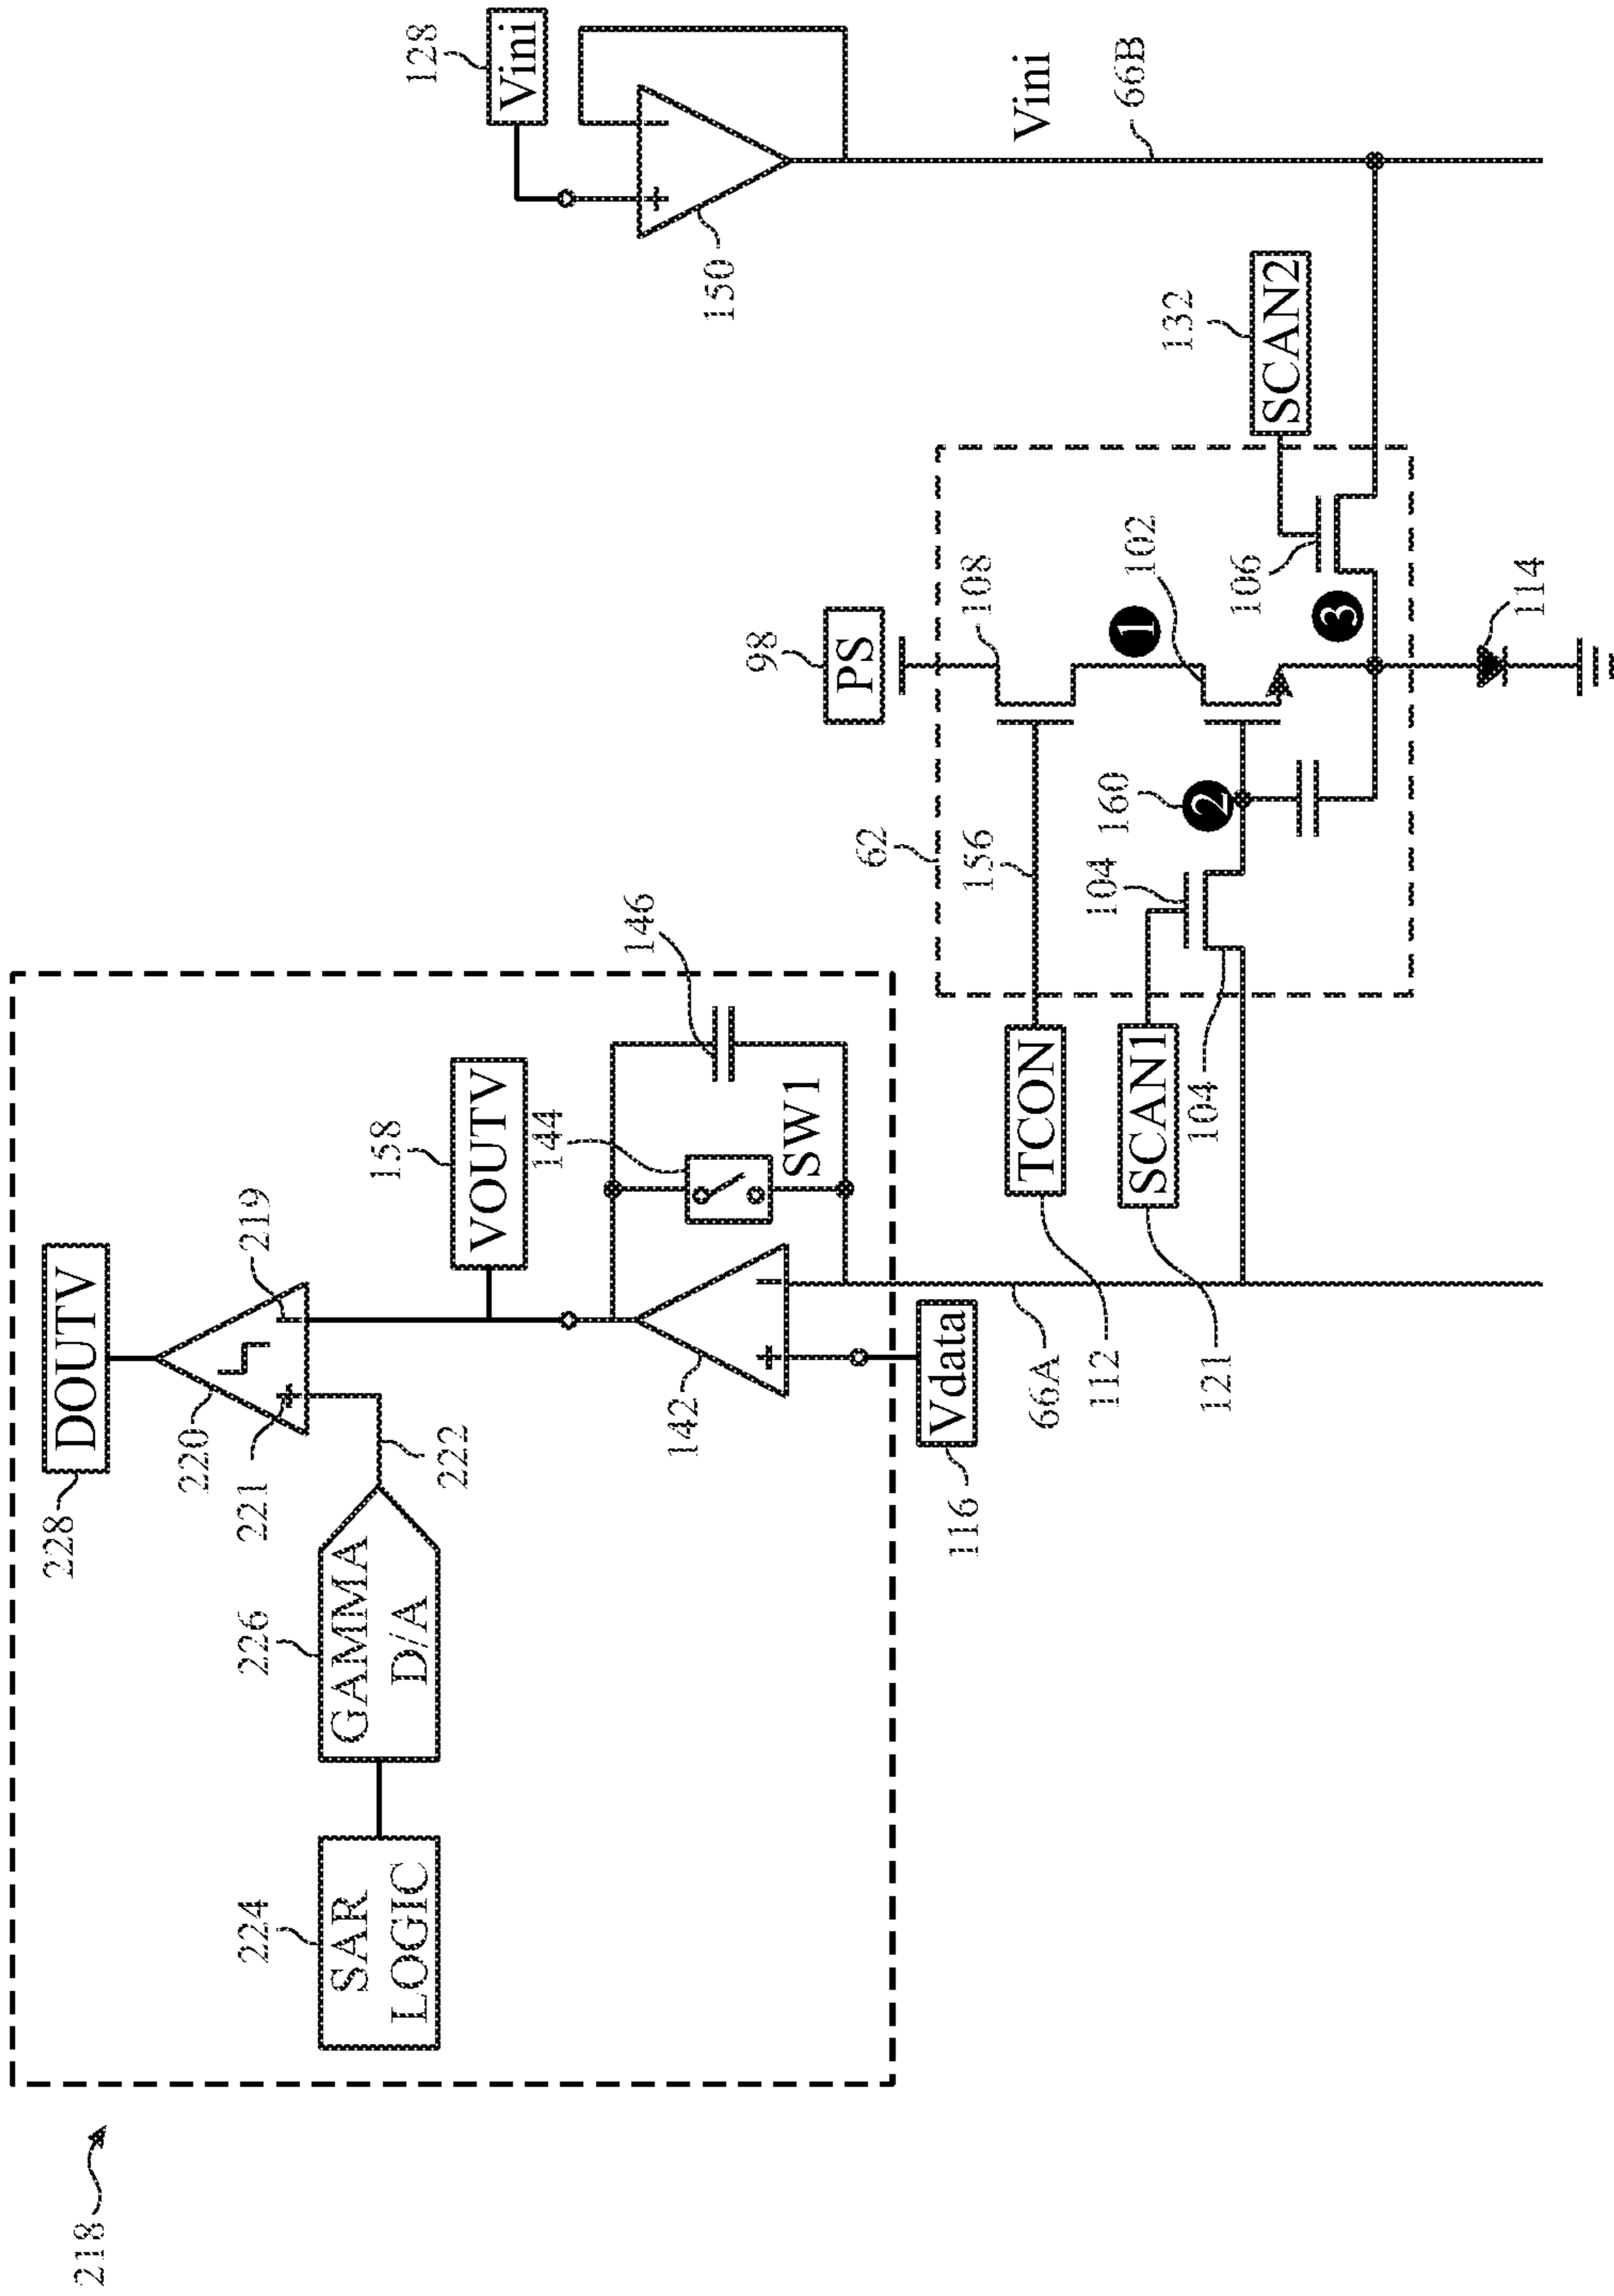 218
228
DOUTV
220
221
219
+
−
222
224
SAR
LOGIC
226
GAMMA
D/A
158
VOUTV
144
146
SW1
142
+
−
116
Vdata
66A
112
TCON
121
SCAN1
104
104
156
62
160
2
98
PS
108
1
102
3
106
114
132
SCAN2
128
Vini
+
−
150
Vini
66B